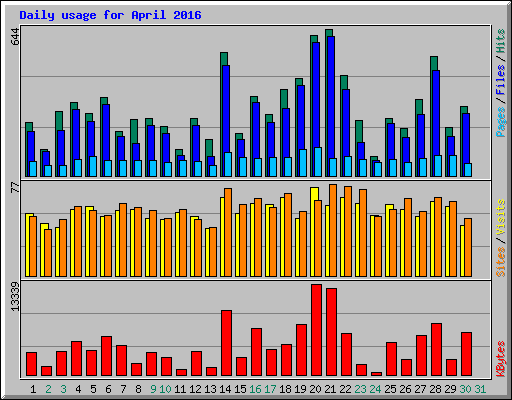 Daily usage for April 2016
644
Pages / Files / Hits
77
Sites / Visits
13339
KBytes
1 2 3 4 5 6 7 8 9 10 11 12 13 14 15 16 17 18 19 20 21 22 23 24 25 26 27 28 29 30 31